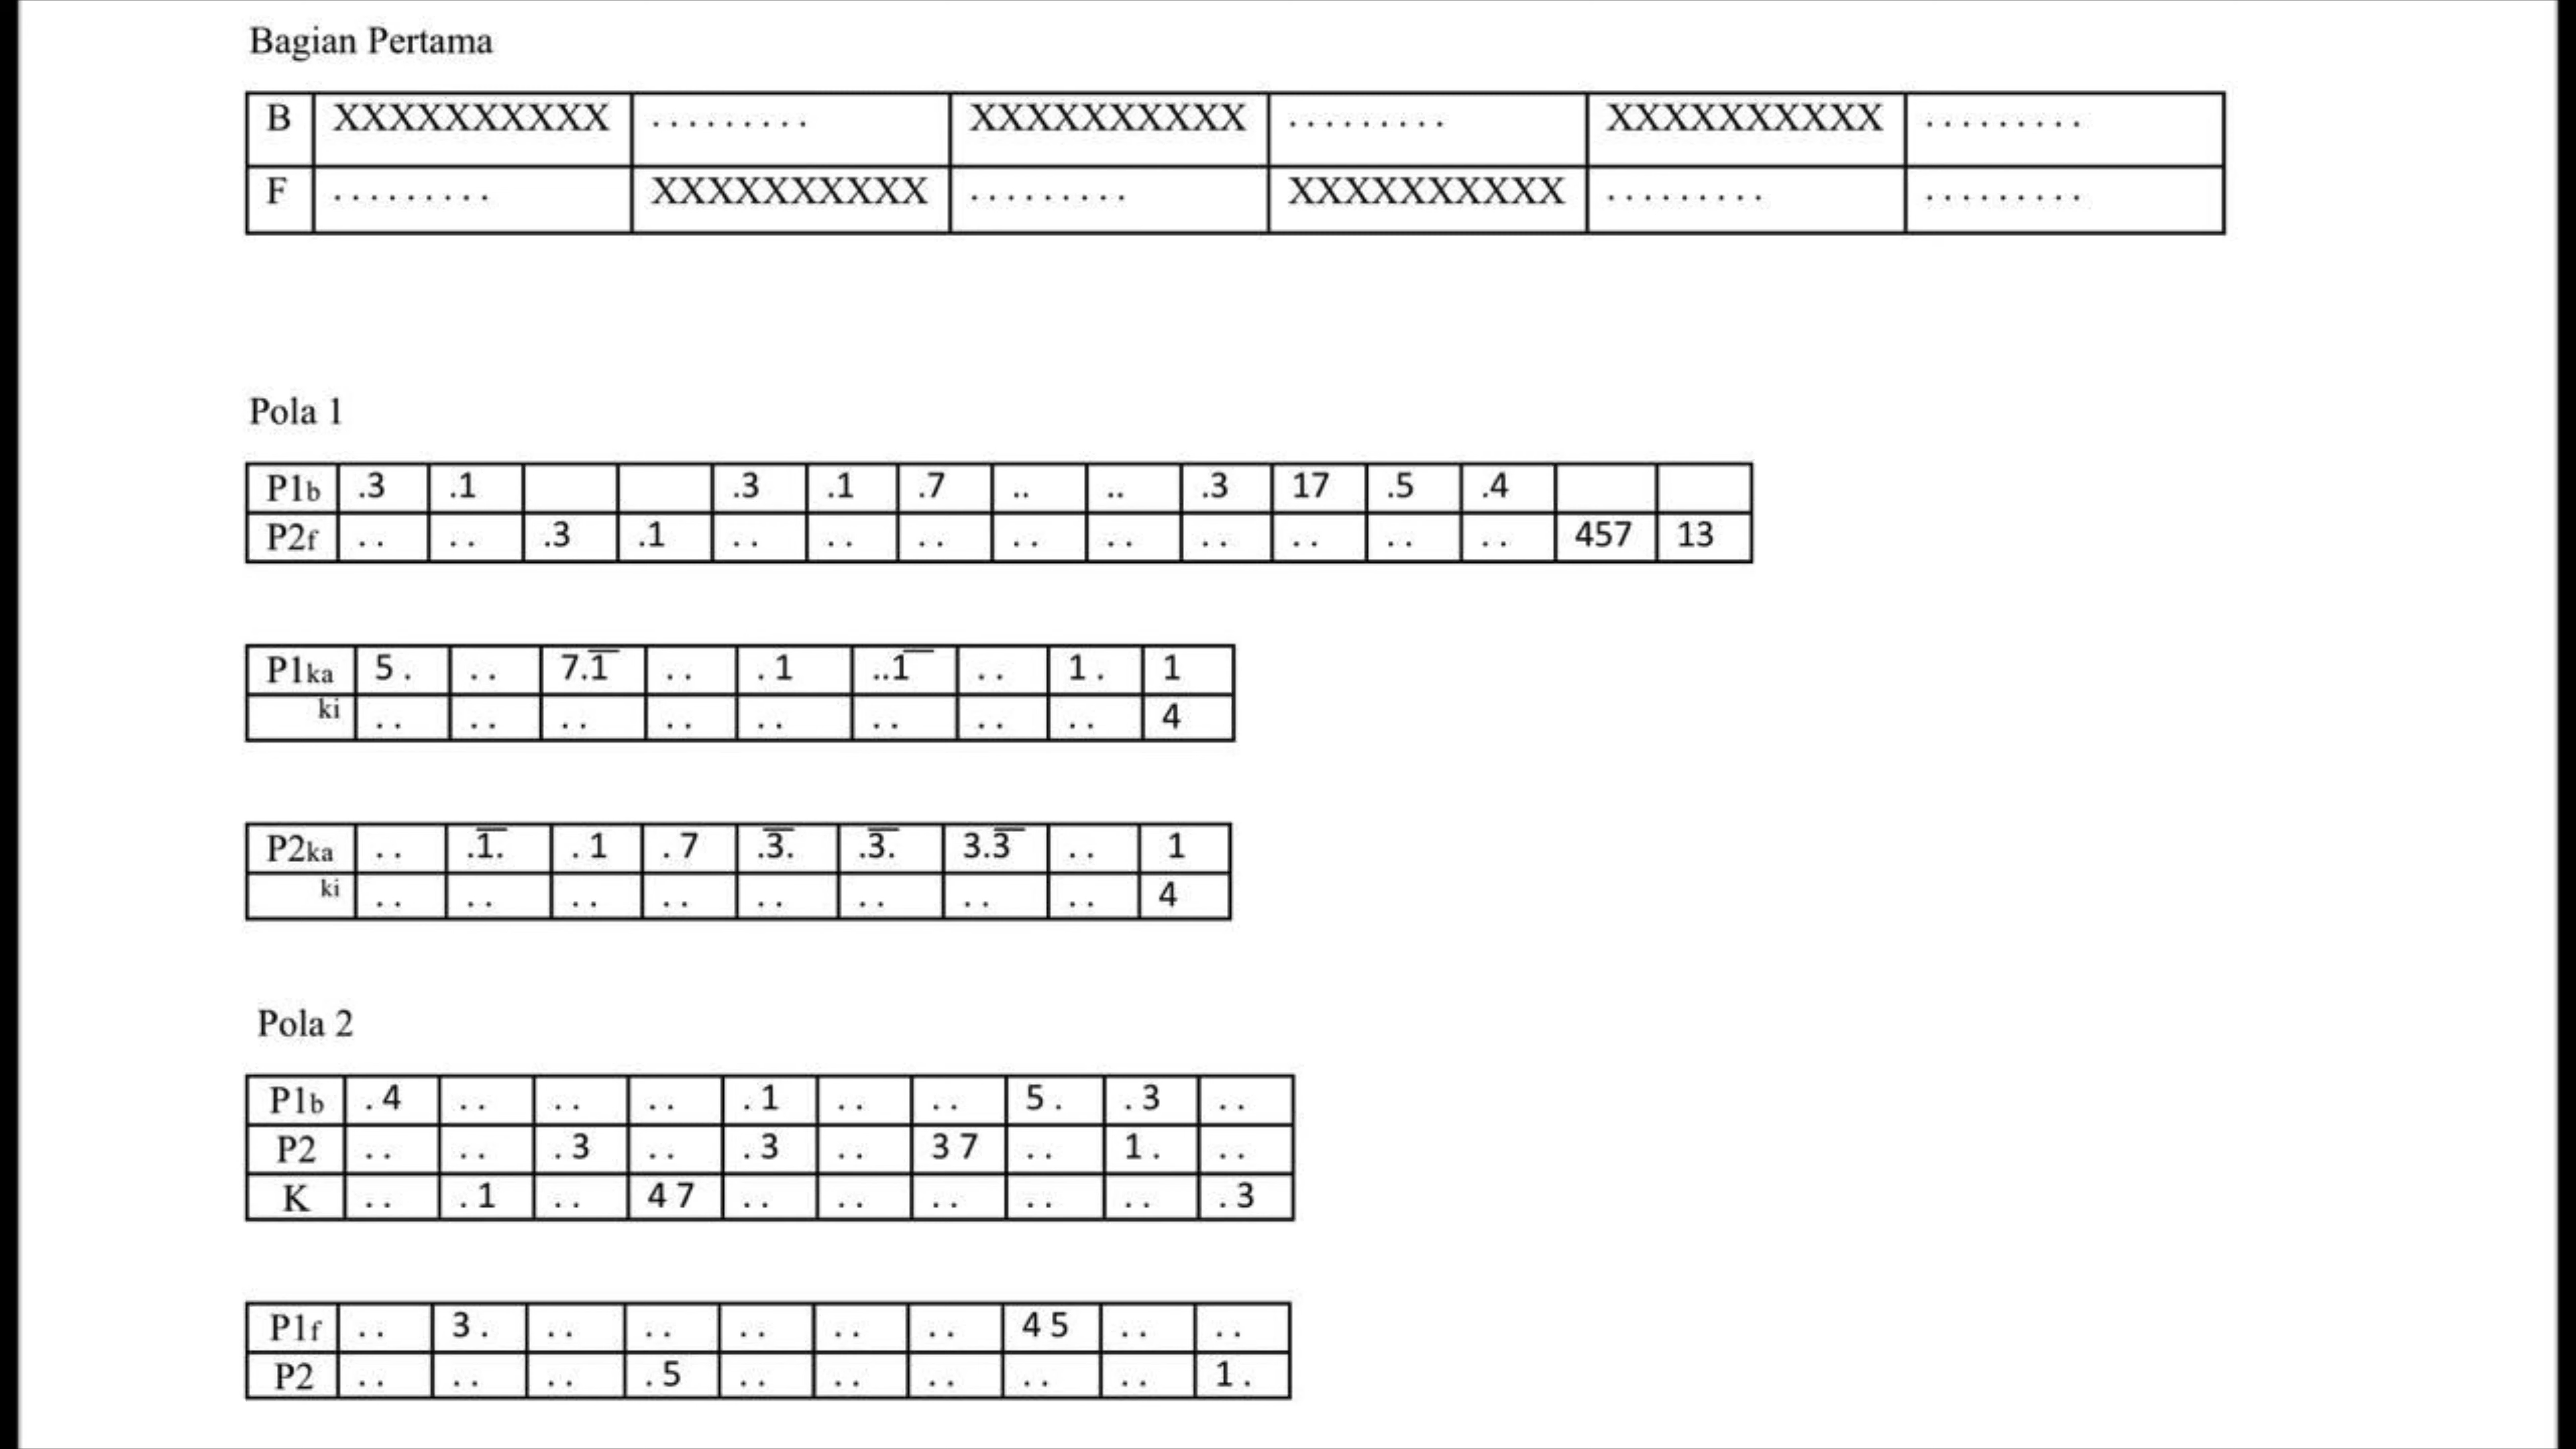 Bagian Pertama
B XXXXXXXXXX ......... XXXXXXXXXX ......... XXXXXXXXXX .........
F ......... XXXXXXXXXX ......... XXXXXXXXXX ......... .........
Pola 1
P1b .3 .1 .3 .1 .7 .. .. .3 17 .5 .4
P2f .. .. .3 .1 .. .. .. .. .. .. .. .. .. 457 13
P1ka 5 . .. 7.1̅ .. . 1 ..1̅ .. 1 . 1
ki .. .. .. .. .. .. .. .. 4
P2ka .. .1̅. . 1 . 7 .3̅. .3̅. 3.3̅ .. 1
ki .. .. .. .. .. .. .. .. 4
Pola 2
P1b . 4 .. .. .. . 1 .. .. 5 . . 3 ..
P2 .. .. . 3 .. . 3 .. 3 7 .. 1 . ..
K .. . 1 .. 4 7 .. .. .. .. .. . 3
P1f .. 3 . .. .. .. .. .. 4 5 .. ..
P2 .. .. .. . 5 .. .. .. .. .. 1 .